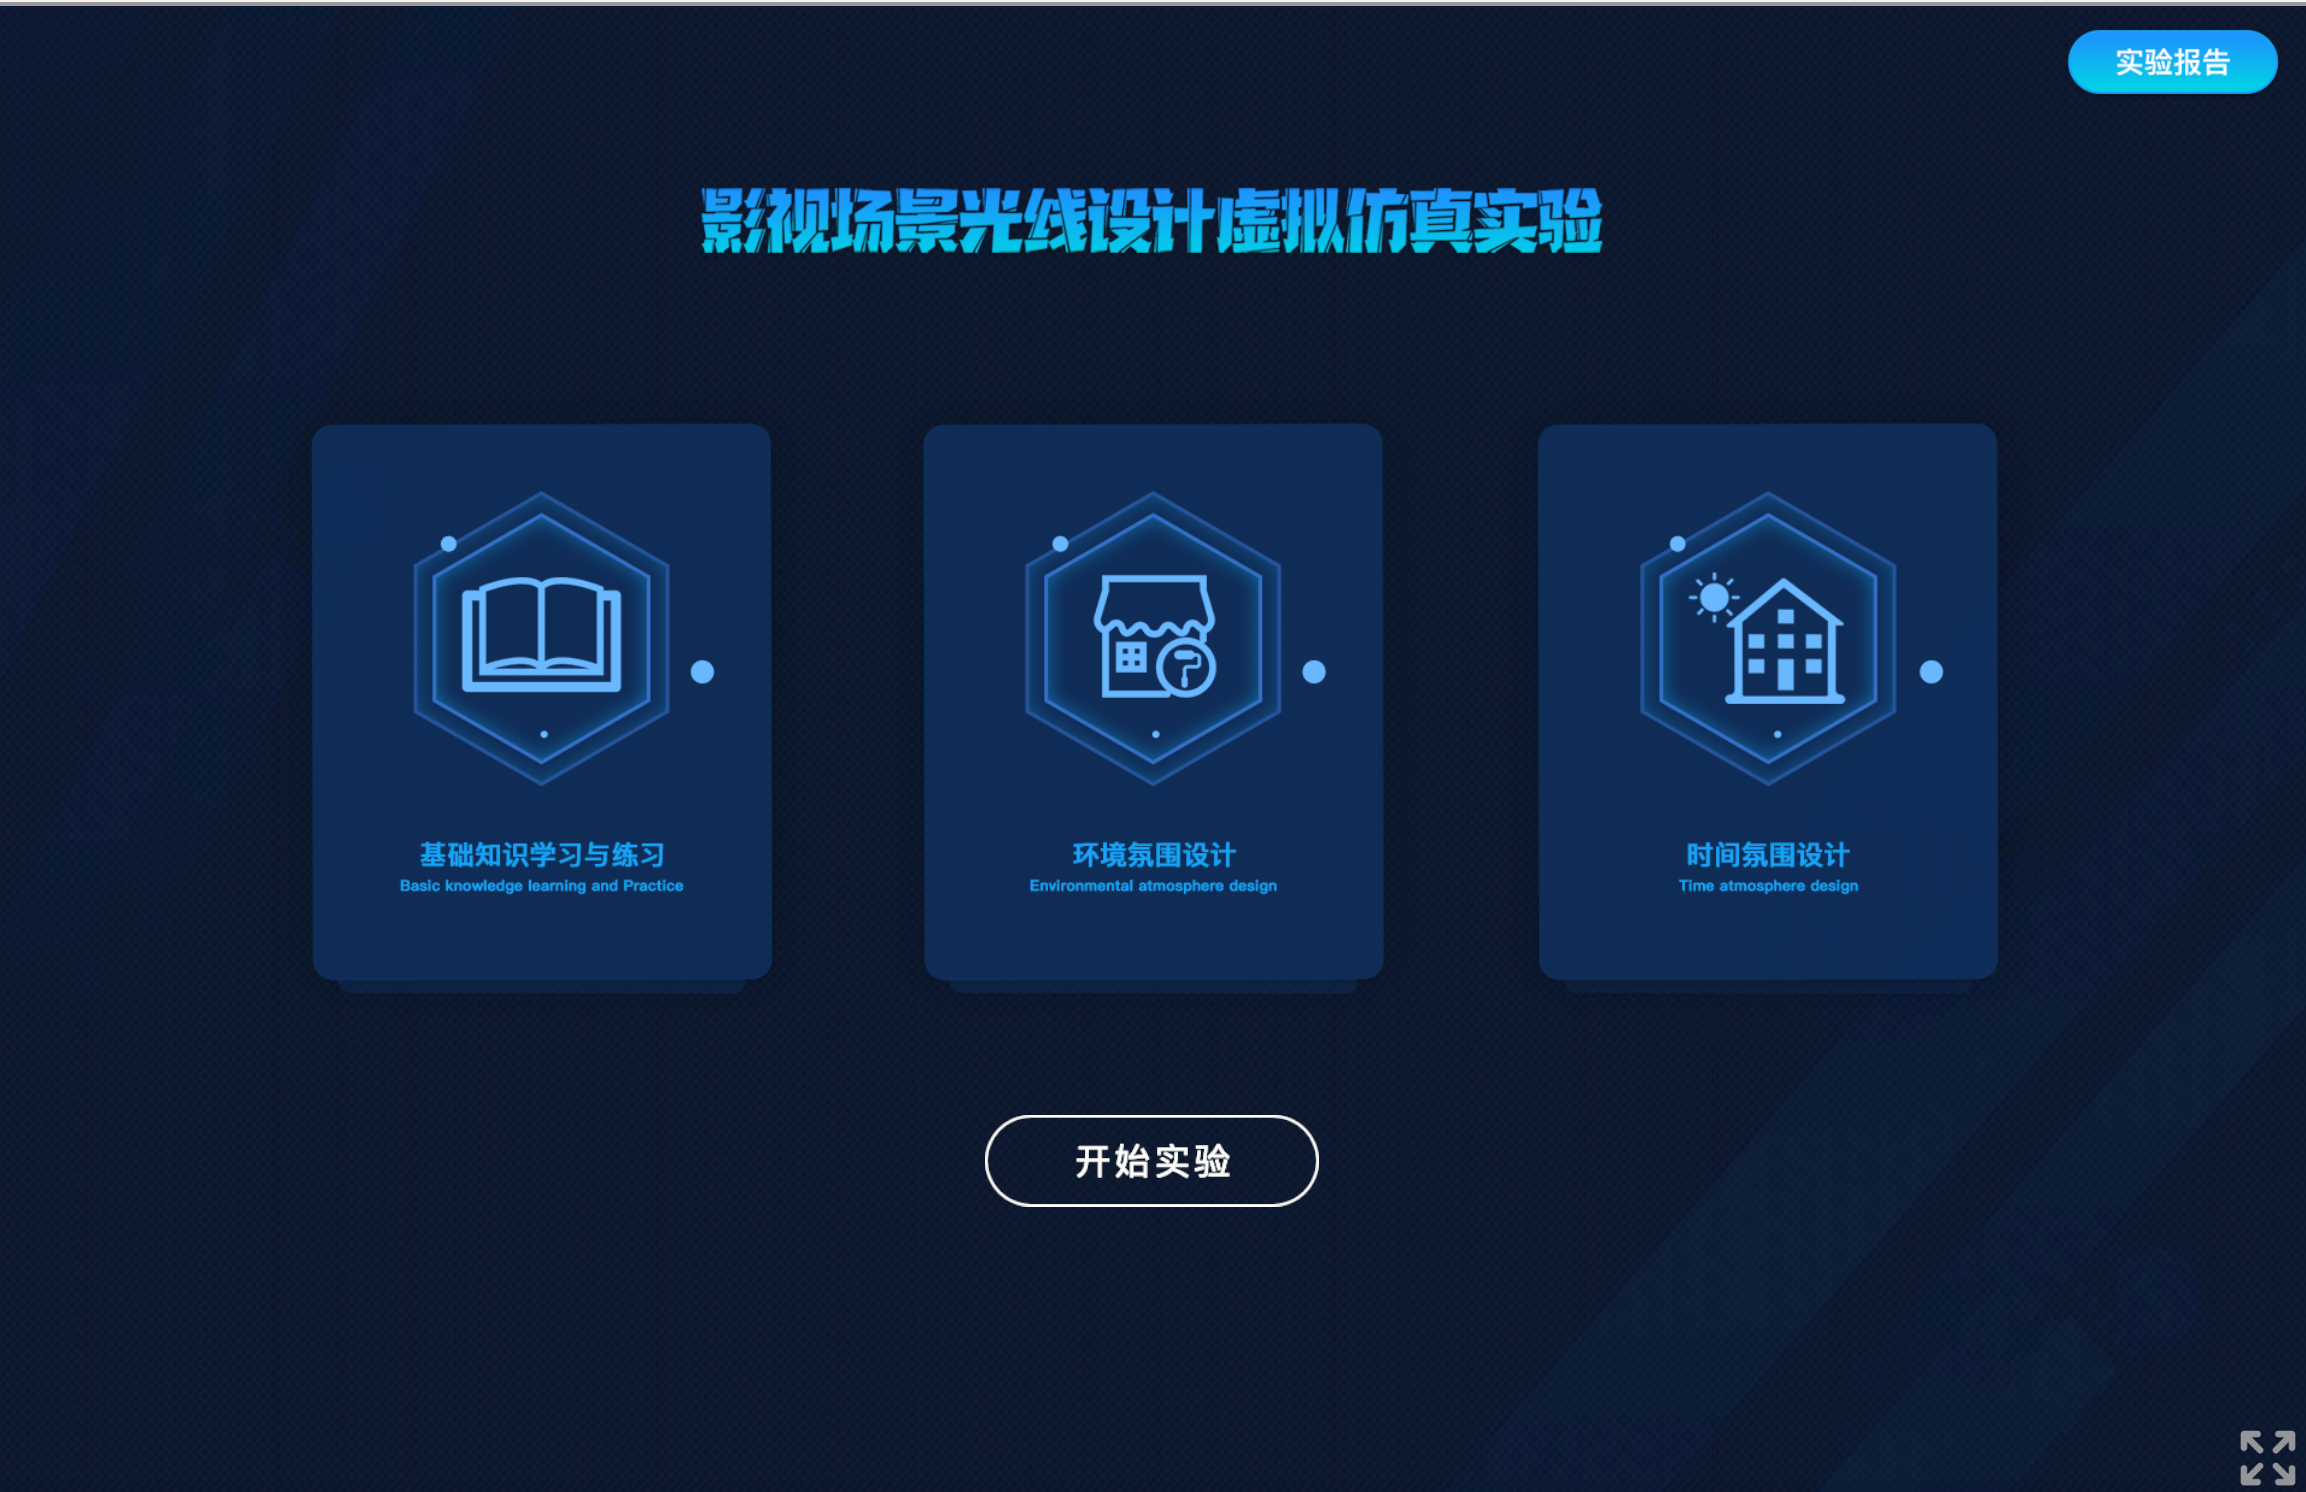 实验报告
影视场景光线设计虚拟仿真实验
基础知识学习与练习
Basic knowledge learning and Practice
环境氛围设计
Environmental atmosphere design
时间氛围设计
Time atmosphere design
开始实验